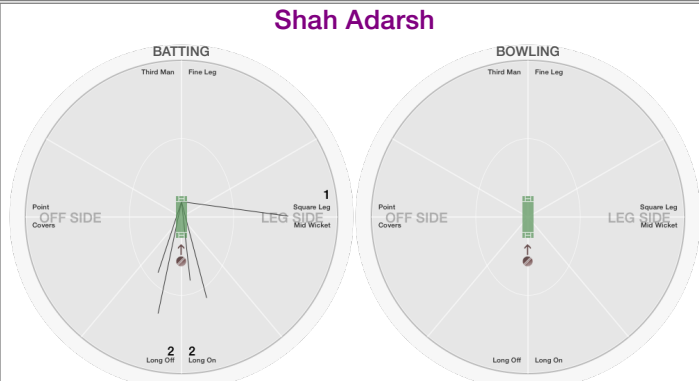 Shah Adarsh
BATTING
Third Man Fine Leg
1
Point
Square Leg
OFF SIDE
LEG SIDE
Covers
Mid Wicket
2 2
Long Off Long On
BOWLING
Third Man Fine Leg
Point
Square Leg
OFF SIDE
LEG SIDE
Covers
Mid Wicket
Long Off Long On